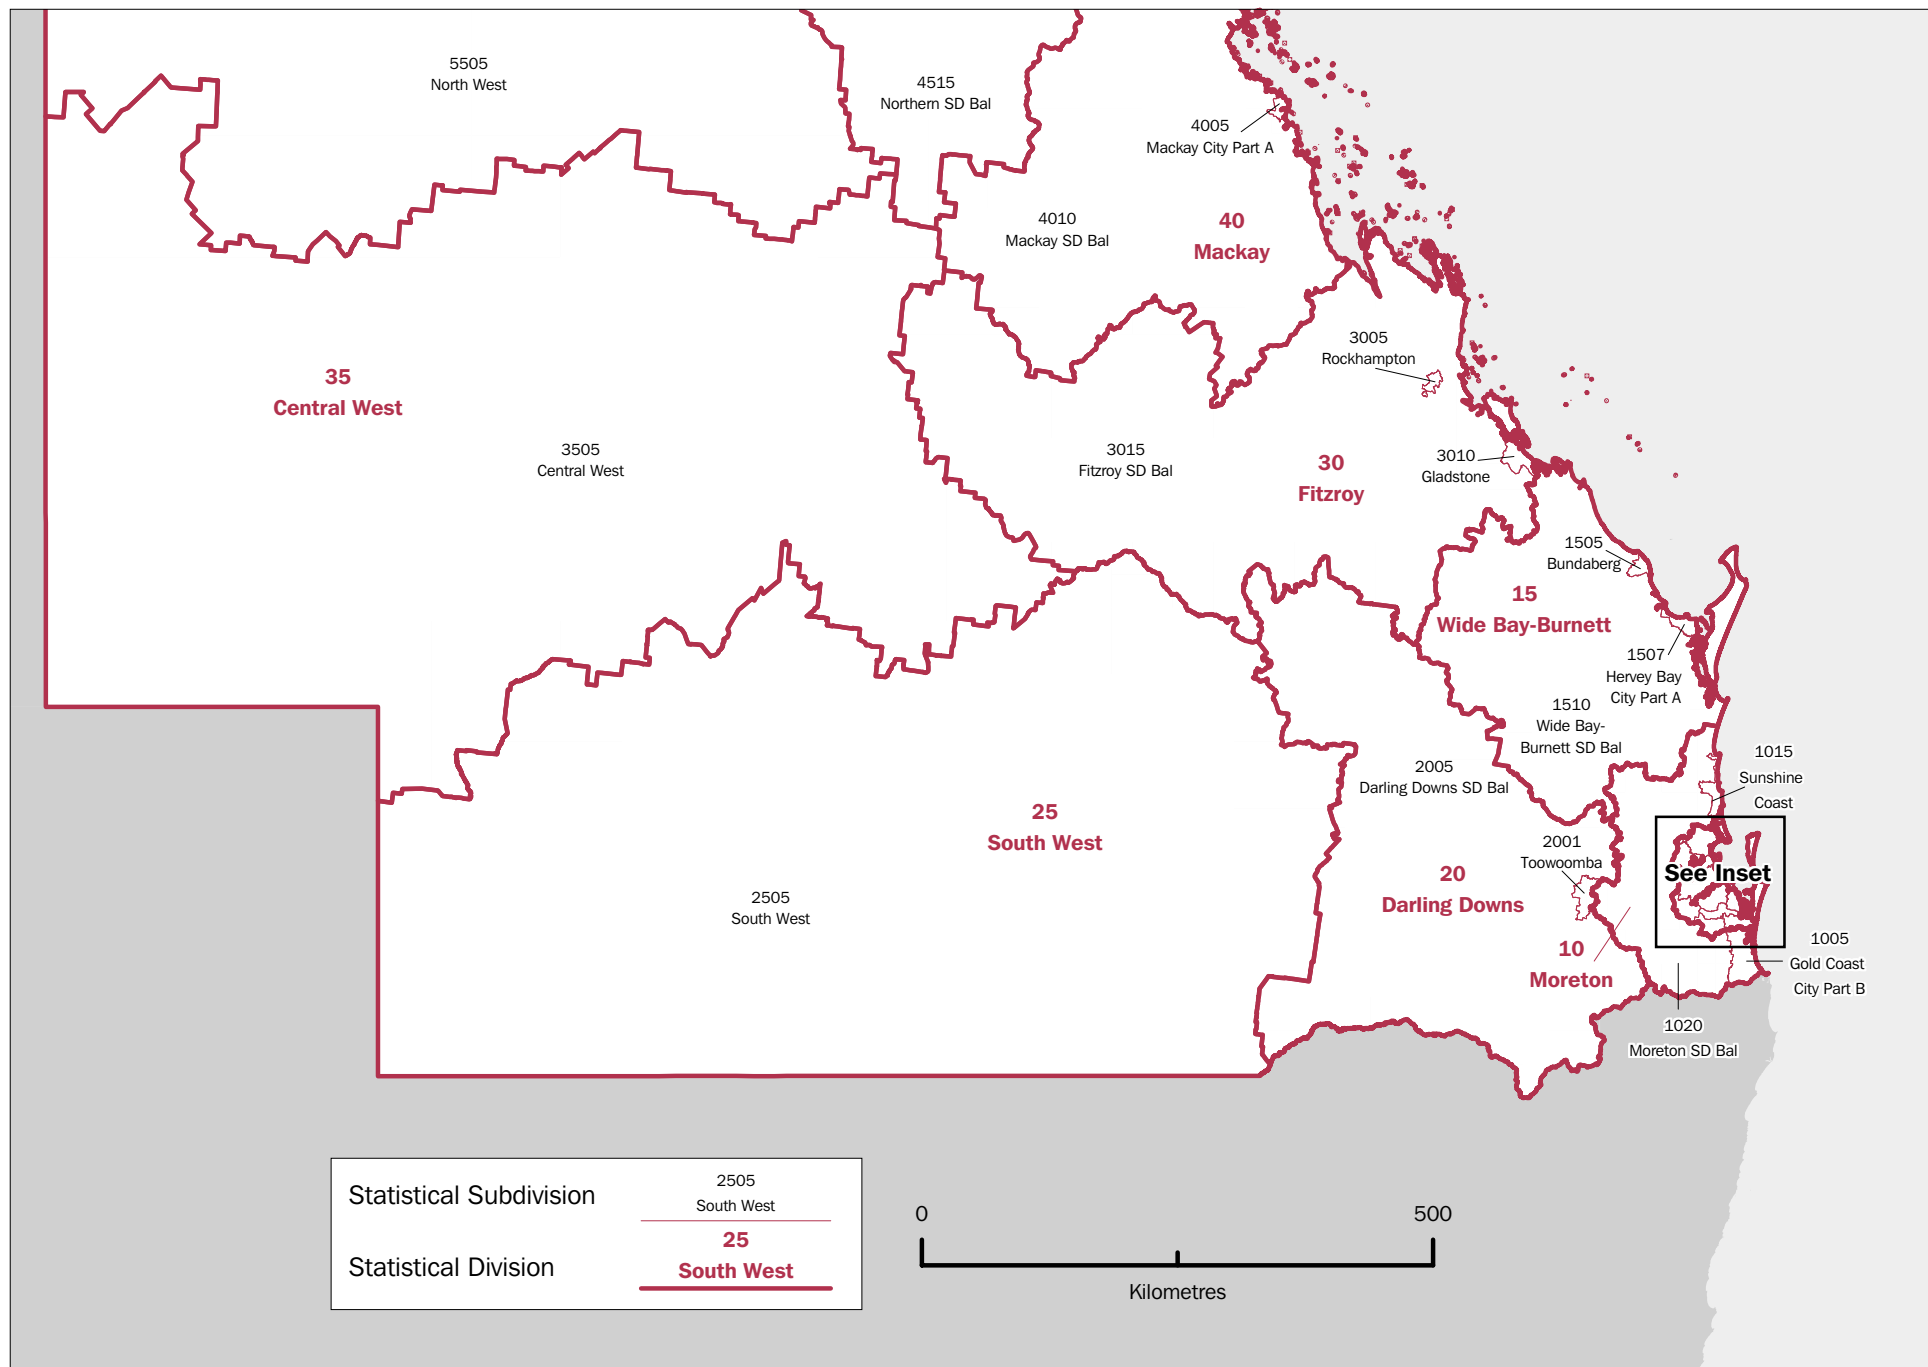 5505
North West
4515
Northern SD Bal
4005
Mackay City Part A
4010
Mackay SD Bal
40
Mackay
3005
Rockhampton
35
Central West
3505
Central West
3015
Fitzroy SD Bal
30
Fitzroy
3010
Gladstone
1505
Bundaberg
15
Wide Bay-Burnett
1507
Hervey Bay
City Part A
1510
Wide Bay-
Burnett SD Bal
1015
Sunshine
Coast
2005
Darling Downs SD Bal
25
South West
2001
Toowoomba
See Inset
20
Darling Downs
2505
South West
10
Moreton
1005
Gold Coast
City Part B
1020
Moreton SD Bal
Statistical Subdivision
2505
South West
Statistical Division
25
South West
0
500
Kilometres